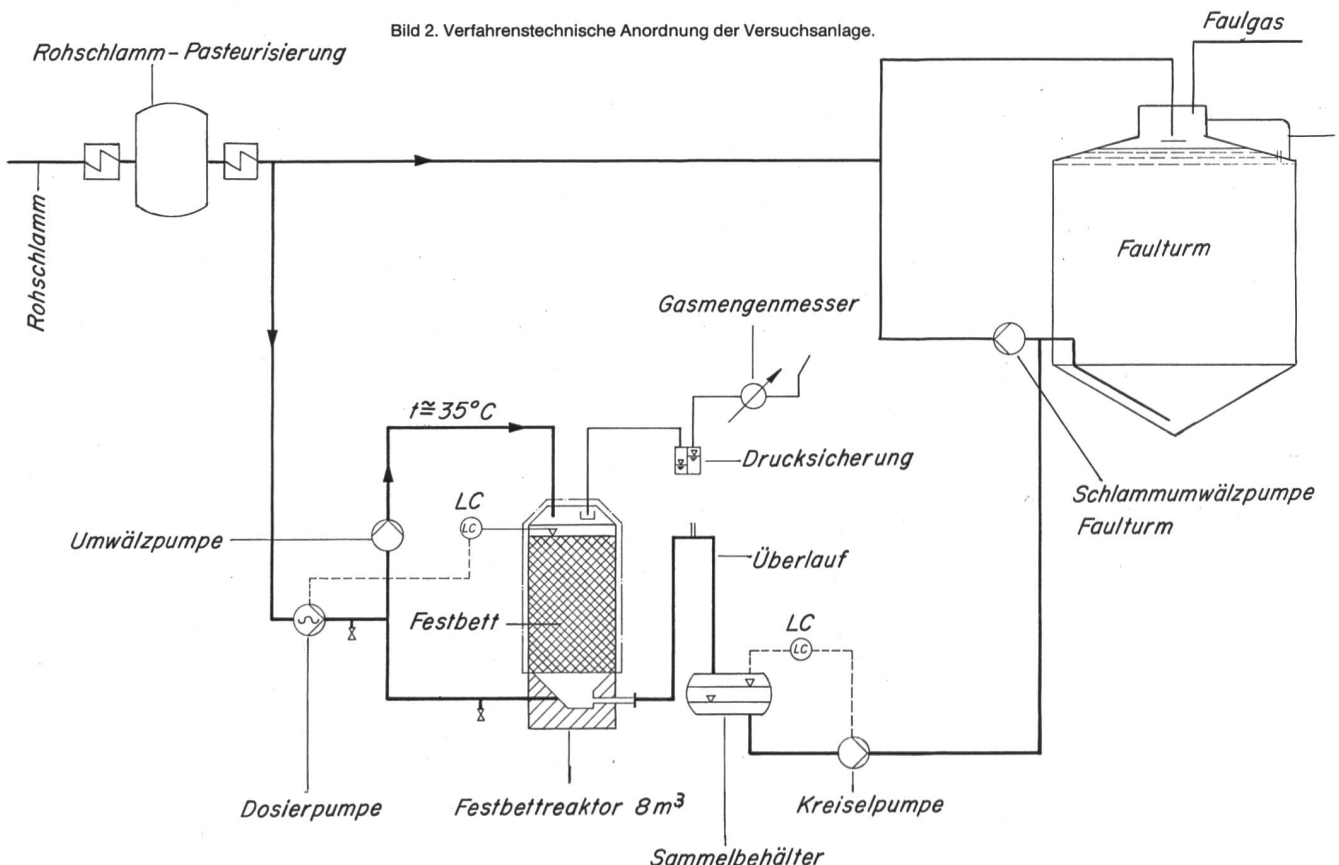 Bild 2. Verfahrenstechnische Anordnung der Versuchsanlage.
Faulgas
Rohschlamm-Pasteurisierung
Rohschlamm
Faulturm
Gasmengenmesser
t≅35°C
Drucksicherung
LC
LC
Schlammumwälzpumpe
Faulturm
Umwälzpumpe
Überlauf
Festbett
LC
LC
Dosierpumpe
Festbettreaktor 8m³
Kreiselpumpe
Sammelbehälter